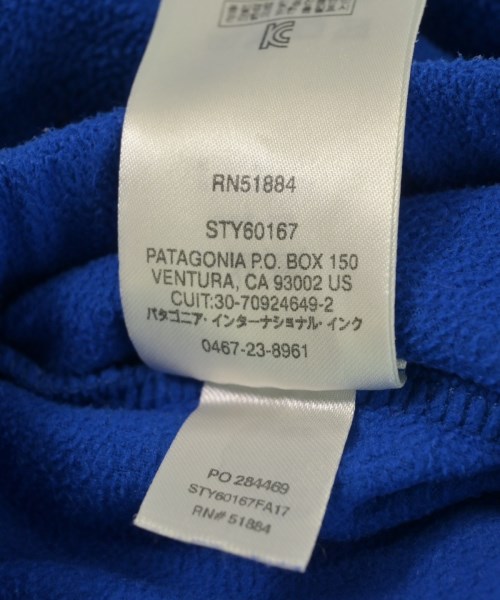 RN51884
STY60167
PATAGONIA P.O. BOX 150
VENTURA, CA 93002 US
CUIT:30-70924649-2
パタゴニア・インターナショナル・インク
0467-23-8961
PO 284469
STY60167FA17
RN# 51884